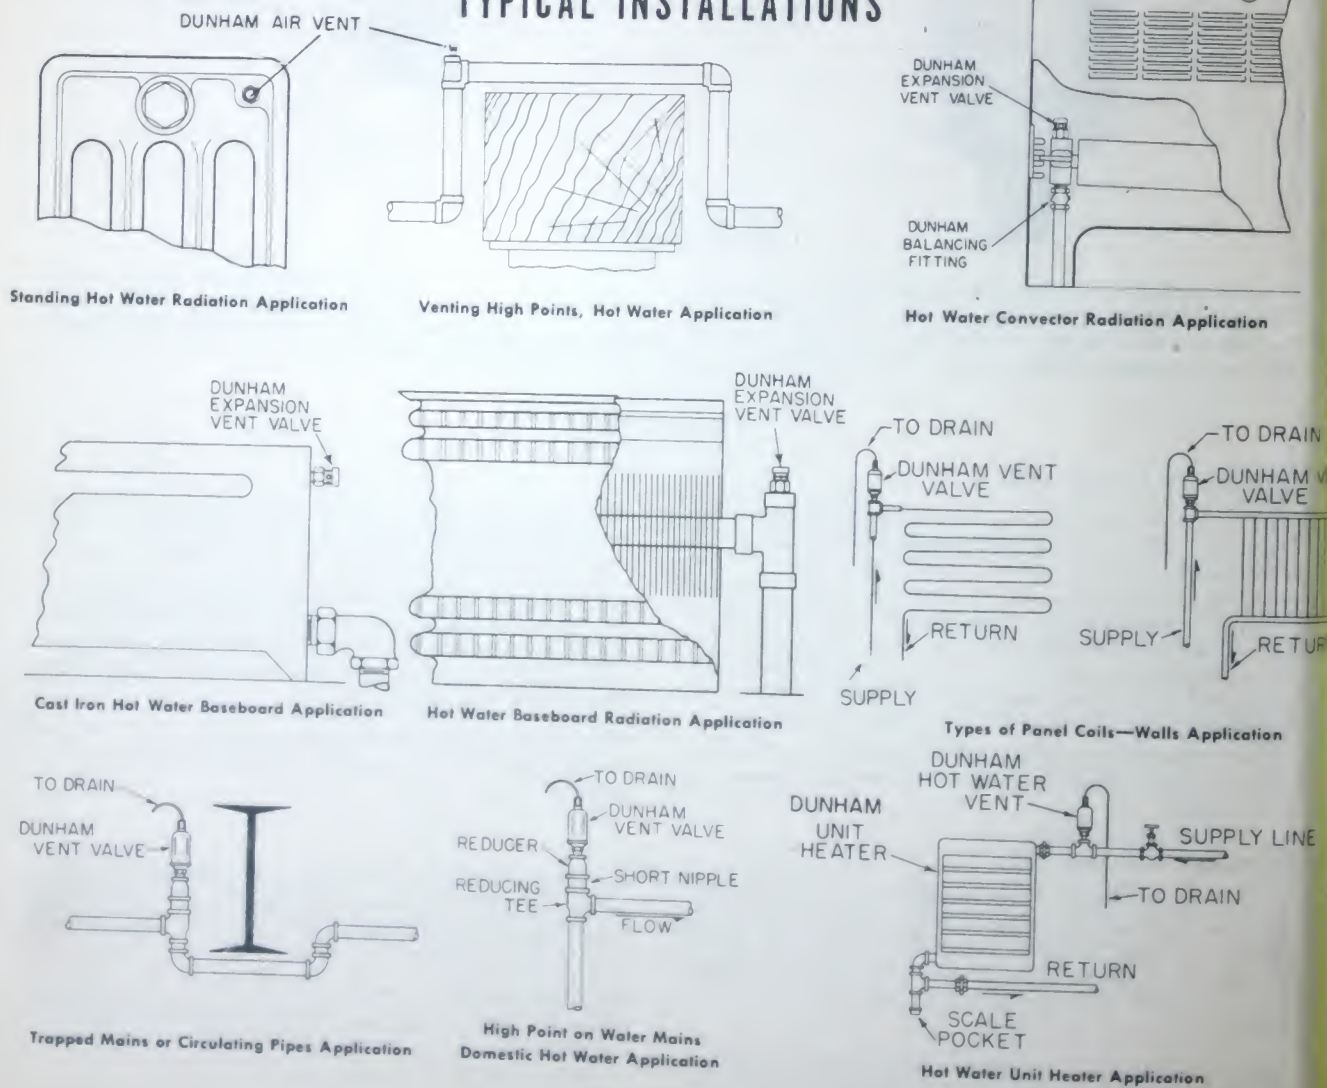 TYPICAL INSTALLATIONS
DUNHAM AIR VENT
DUNHAM
EXPANSION
VENT VALVE
DUNHAM
BALANCING
FITTING
Standing Hot Water Radiation Application
Venting High Points, Hot Water Application
Hot Water Convector Radiation Application
DUNHAM
EXPANSION
VENT VALVE
DUNHAM
EXPANSION
VENT VALVE
TO DRAIN
DUNHAM VENT
VALVE
RETURN
SUPPLY
TO DRAIN
DUNHAM V
VALVE
SUPPLY
RETUR
Cast Iron Hot Water Baseboard Application
Hot Water Baseboard Radiation Application
Types of Panel Coils—Walls Application
TO DRAIN
DUNHAM
VENT VALVE
TO DRAIN
DUNHAM
VENT VALVE
REDUCER
SHORT NIPPLE
REDUCING
TEE
FLOW
DUNHAM
HOT WATER
VENT
DUNHAM
UNIT
HEATER
SUPPLY LINE
TO DRAIN
RETURN
SCALE
POCKET
Trapped Mains or Circulating Pipes Application
High Point on Water Mains
Domestic Hot Water Application
Hot Water Unit Heater Application